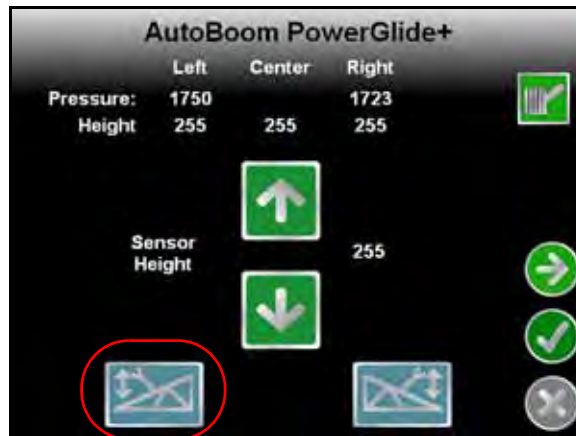 AutoBoom PowerGlide+
Left Center Right
Pressure: 1750 1723
Height 255 255 255
Sensor
Height 255